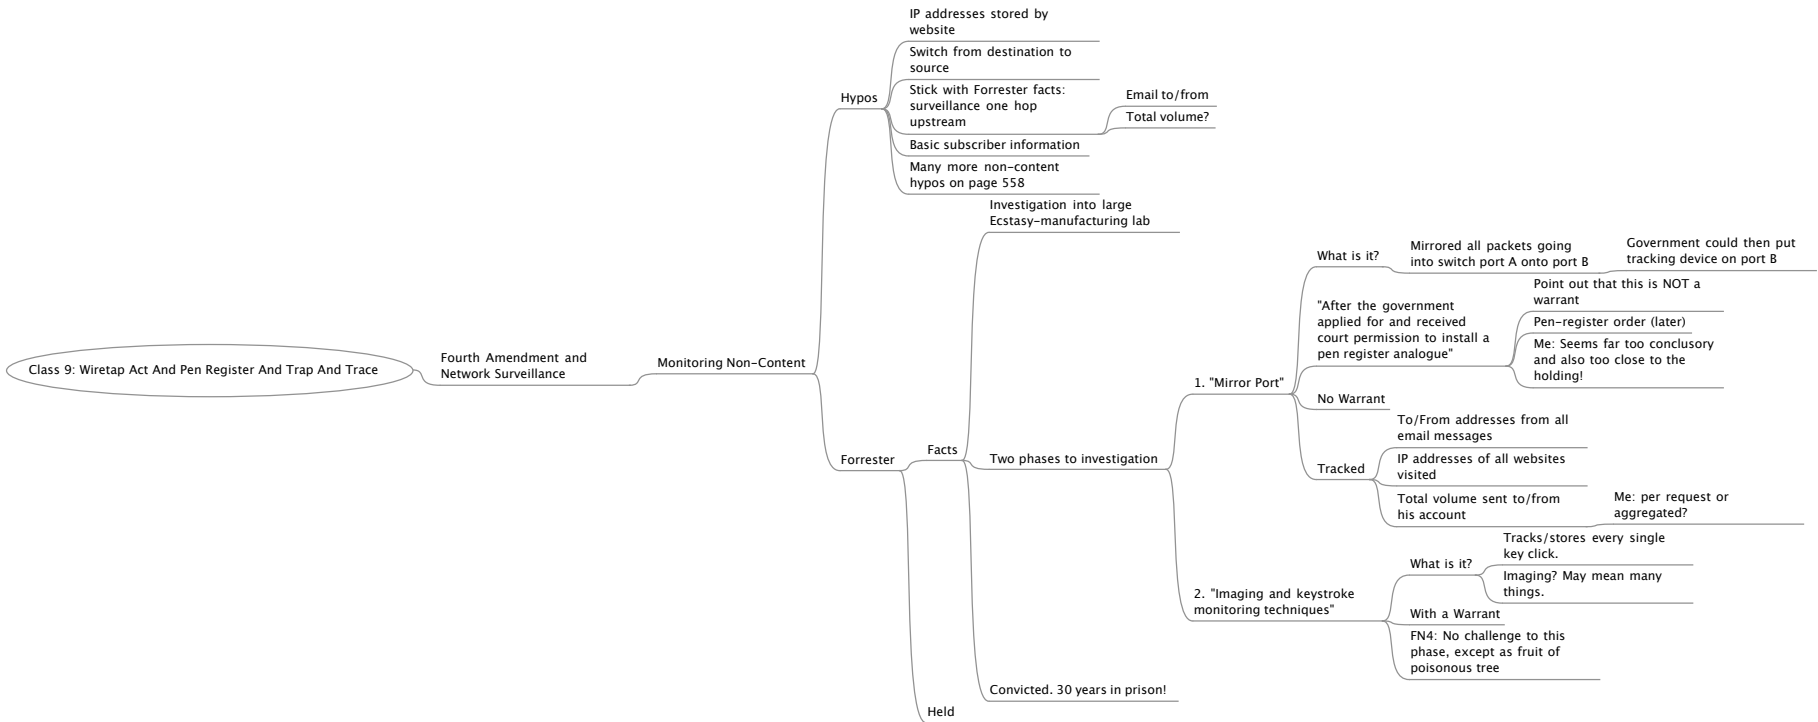 Class 9: Wiretap Act And Pen Register And Trap And Trace
Fourth Amendment and
Network Surveillance
Monitoring Non-Content
Hypos
IP addresses stored by
website
Switch from destination to
source
Stick with Forrester facts:
surveillance one hop
upstream
Email to/from
Total volume?
Basic subscriber information
Many more non-content
hypos on page 558
Forrester
Facts
Investigation into large
Ecstasy-manufacturing lab
Two phases to investigation
1. "Mirror Port"
What is it?
Mirrored all packets going
into switch port A onto port B
Government could then put
tracking device on port B
"After the government
applied for and received
court permission to install a
pen register analogue"
Point out that this is NOT a
warrant
Pen-register order (later)
Me: Seems far too conclusory
and also too close to the
holding!
No Warrant
Tracked
To/From addresses from all
email messages
IP addresses of all websites
visited
Total volume sent to/from
his account
Me: per request or
aggregated?
2. "Imaging and keystroke
monitoring techniques"
What is it?
Tracks/stores every single
key click.
Imaging? May mean many
things.
With a Warrant
FN4: No challenge to this
phase, except as fruit of
poisonous tree
Convicted. 30 years in prison!
Held